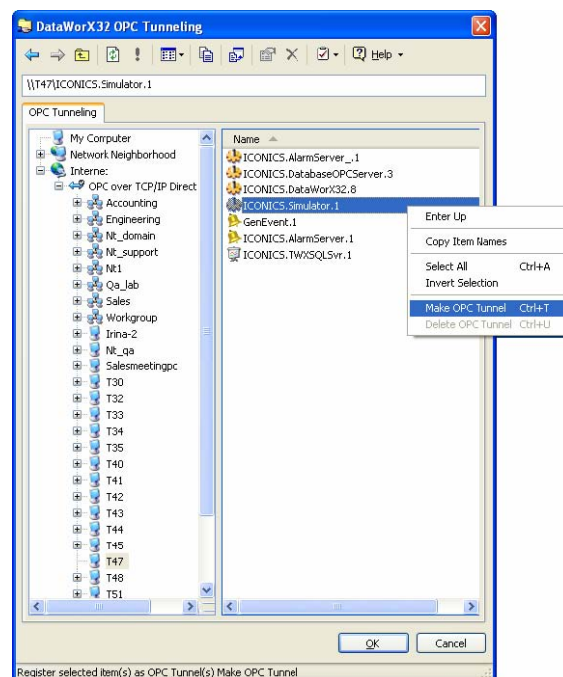 DataWorX32 OPC Tunneling
Help
\\T47\ICONICS.Simulator.1
OPC Tunneling
My Computer
Network Neighborhood
Interne:
OPC over TCP/IP Direct
Accounting
Engineering
Nt_domain
Nt_support
Nt1
Qa_lab
Sales
Workgroup
Irina-2
Nt_qa
Salesmeetingpc
T30
T32
T33
T34
T35
T40
T41
T42
T43
T44
T45
T47
T48
T51
Name
ICONICS.AlarmServer_.1
ICONICS.DatabaseOPCServer.3
ICONICS.DataWorX32.8
ICONICS.Simulator.1
GenEvent.1
ICONICS.AlarmServer.1
ICONICS.TWXSQLSvr.1
Enter Up
Copy Item Names
Select All Ctrl+A
Invert Selection
Make OPC Tunnel Ctrl+T
Delete OPC Tunnel Ctrl+U
OK Cancel
Register selected item(s) as OPC Tunnel(s) Make OPC Tunnel